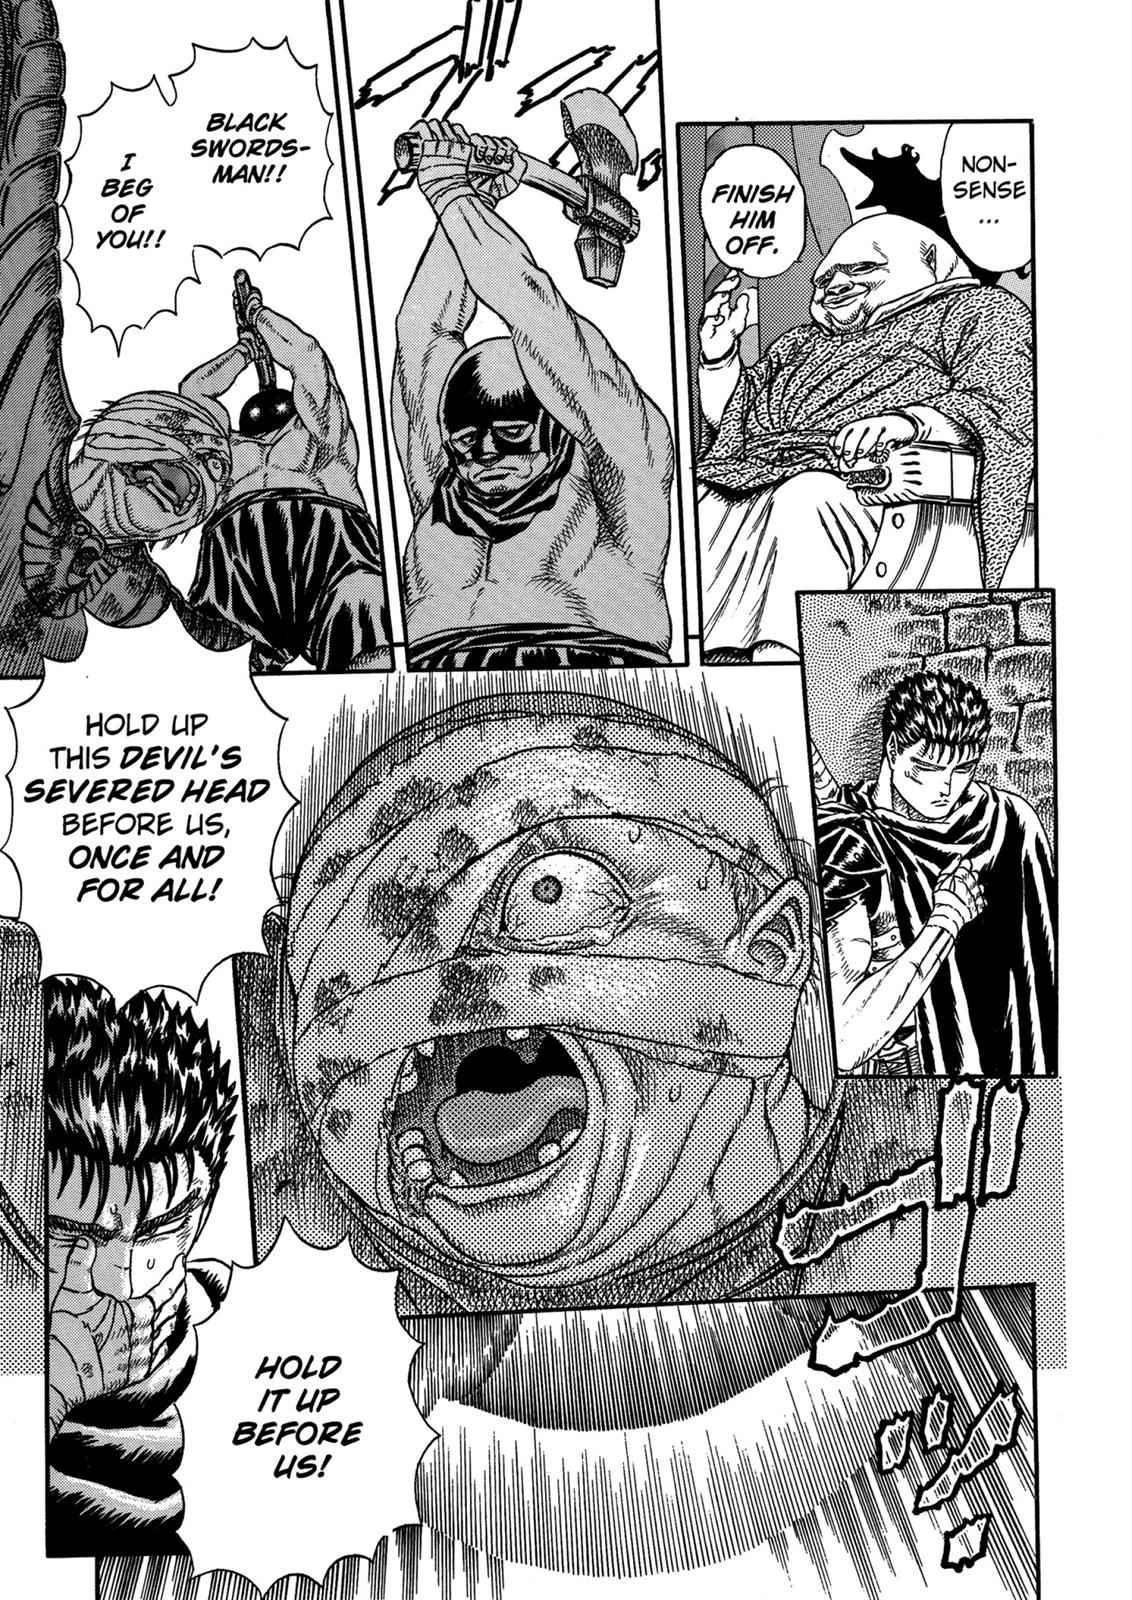 NON-
SENSE
...
FINISH
HIM
OFF.
BLACK
SWORDS-
MAN!!
I
BEG
OF
YOU!!
HOLD UP
THIS DEVIL'S
SEVERED HEAD
BEFORE US,
ONCE AND
FOR ALL!
HOLD
IT UP
BEFORE
US!